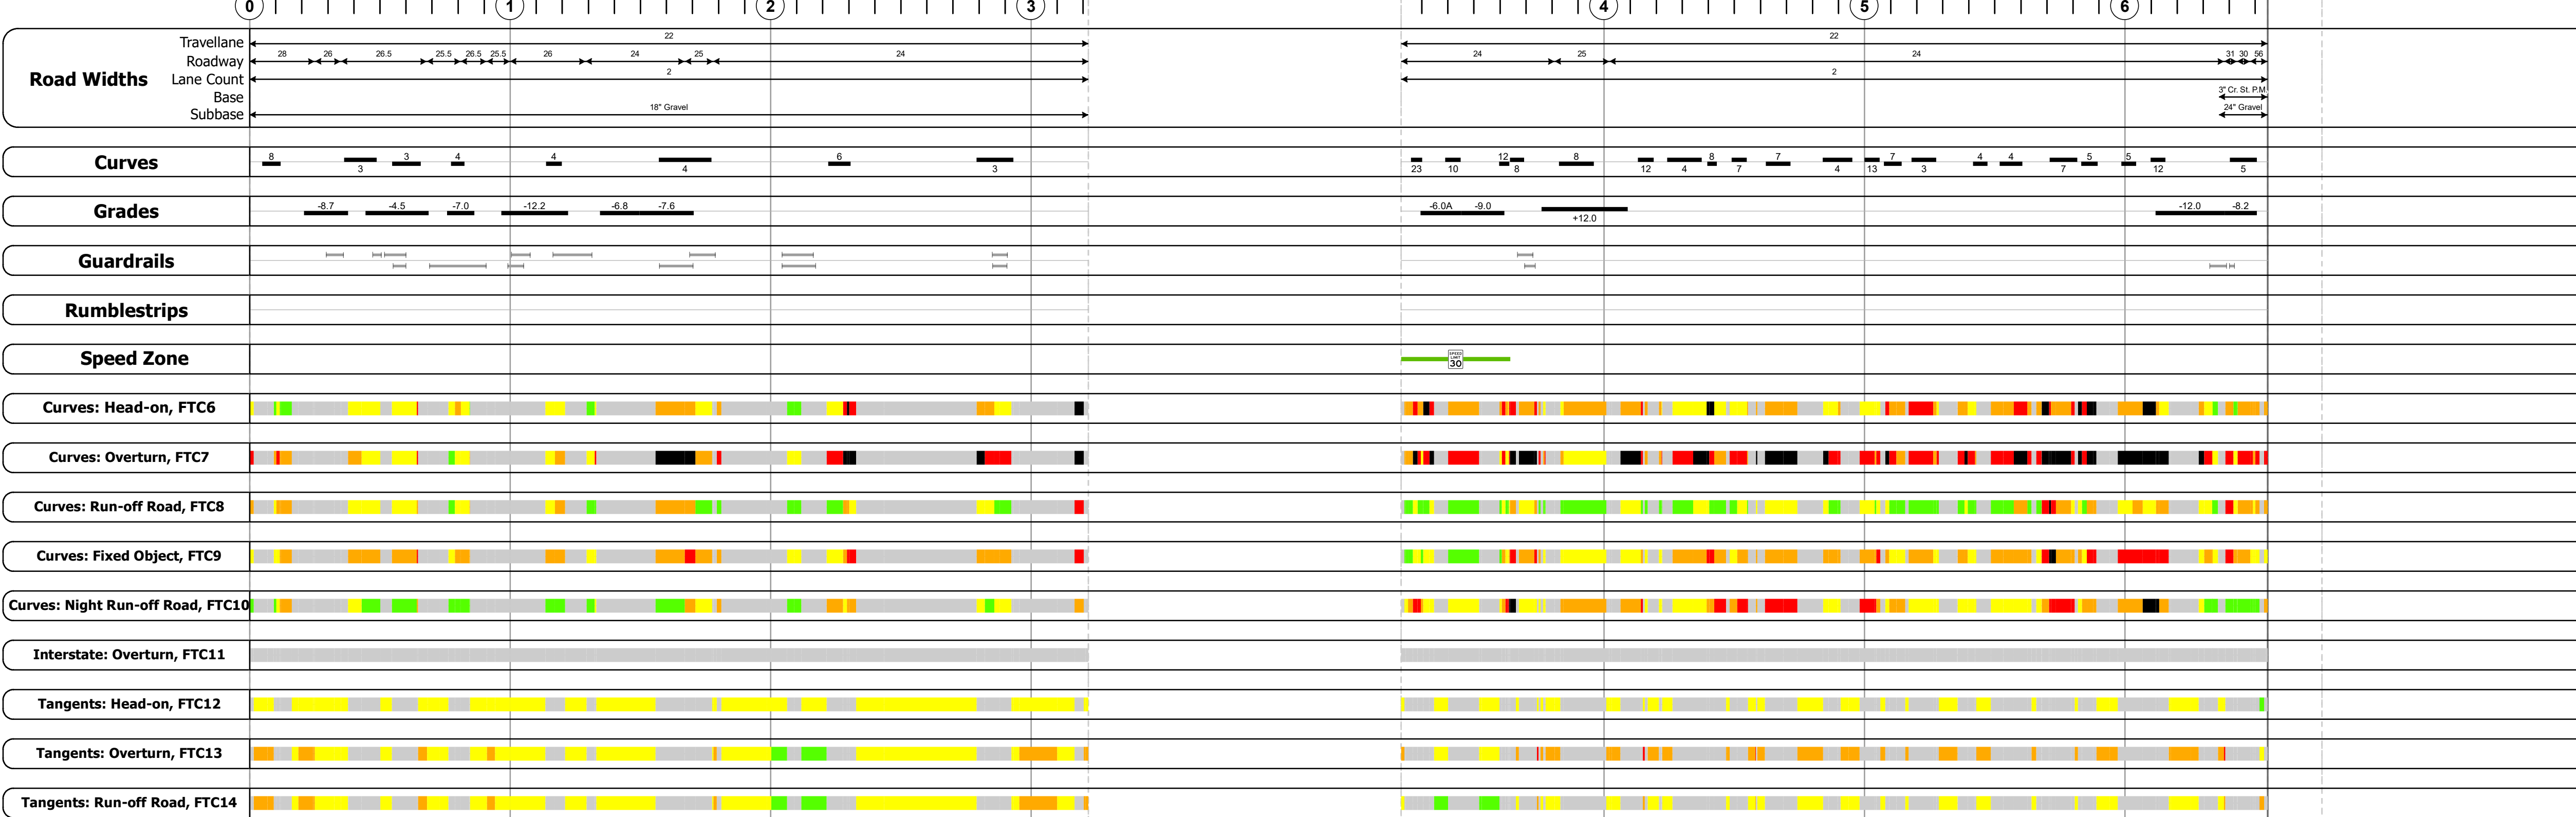 0 1 2 3 4 5 6
Travellane 22 22
28 26 26.5 25.5 26.5 25.5 26 24 25 24 24 25 24 31 30 56
Roadway
Road Widths
Lane Count 2 2
Base 3" Cr. St. P.M
Subbase 18" Gravel 24" Gravel
8 3 4 4 6 12 8 8 7 7 4 4 5 5
Curves
3 4 3 23 10 8 12 4 7 4 13 3 7 12 5
Grades -8.7 -4.5 -7.0 -12.2 -6.8 -7.6 -6.0A -9.0 -12.0 -8.2
+12.0
Guardrails
Rumblestrips
Speed Zone
SPEED
LIMIT
30
Curves: Head-on, FTC6
Curves: Overturn, FTC7
Curves: Run-off Road, FTC8
Curves: Fixed Object, FTC9
Curves: Night Run-off Road, FTC10
Interstate: Overturn, FTC11
Tangents: Head-on, FTC12
Tangents: Overturn, FTC13
Tangents: Run-off Road, FTC14